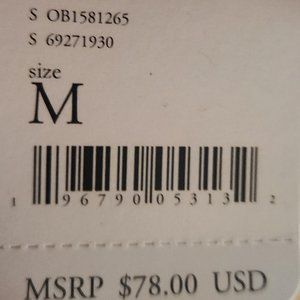 S OB1581265
S 69271930
size
M
1 96790 05313 2
MSRP $78.00 USD